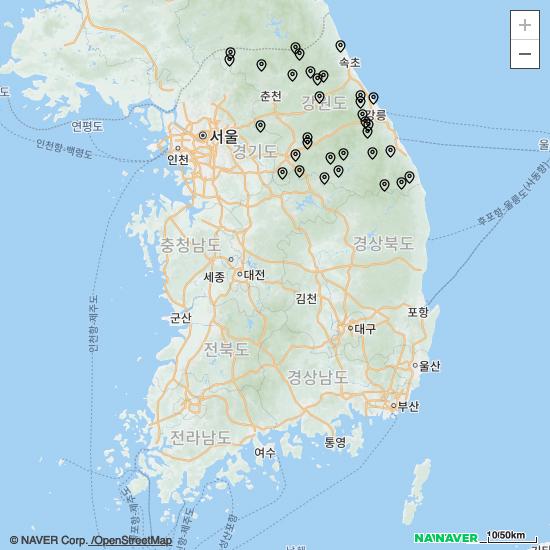 +
−
속초
춘천
강원도
강릉
연평도
서울
인천
경기도
인천항-백령도
울
후포항-울릉도(사동항)
충청남도
경상북도
세종
대전
김천
인천항-제주도
군산
포항
대구
전북도
경상남도
울산
부산
전라남도
여수
통영
© NAVER Corp. /OpenStreetMap
NAVER
10/50km